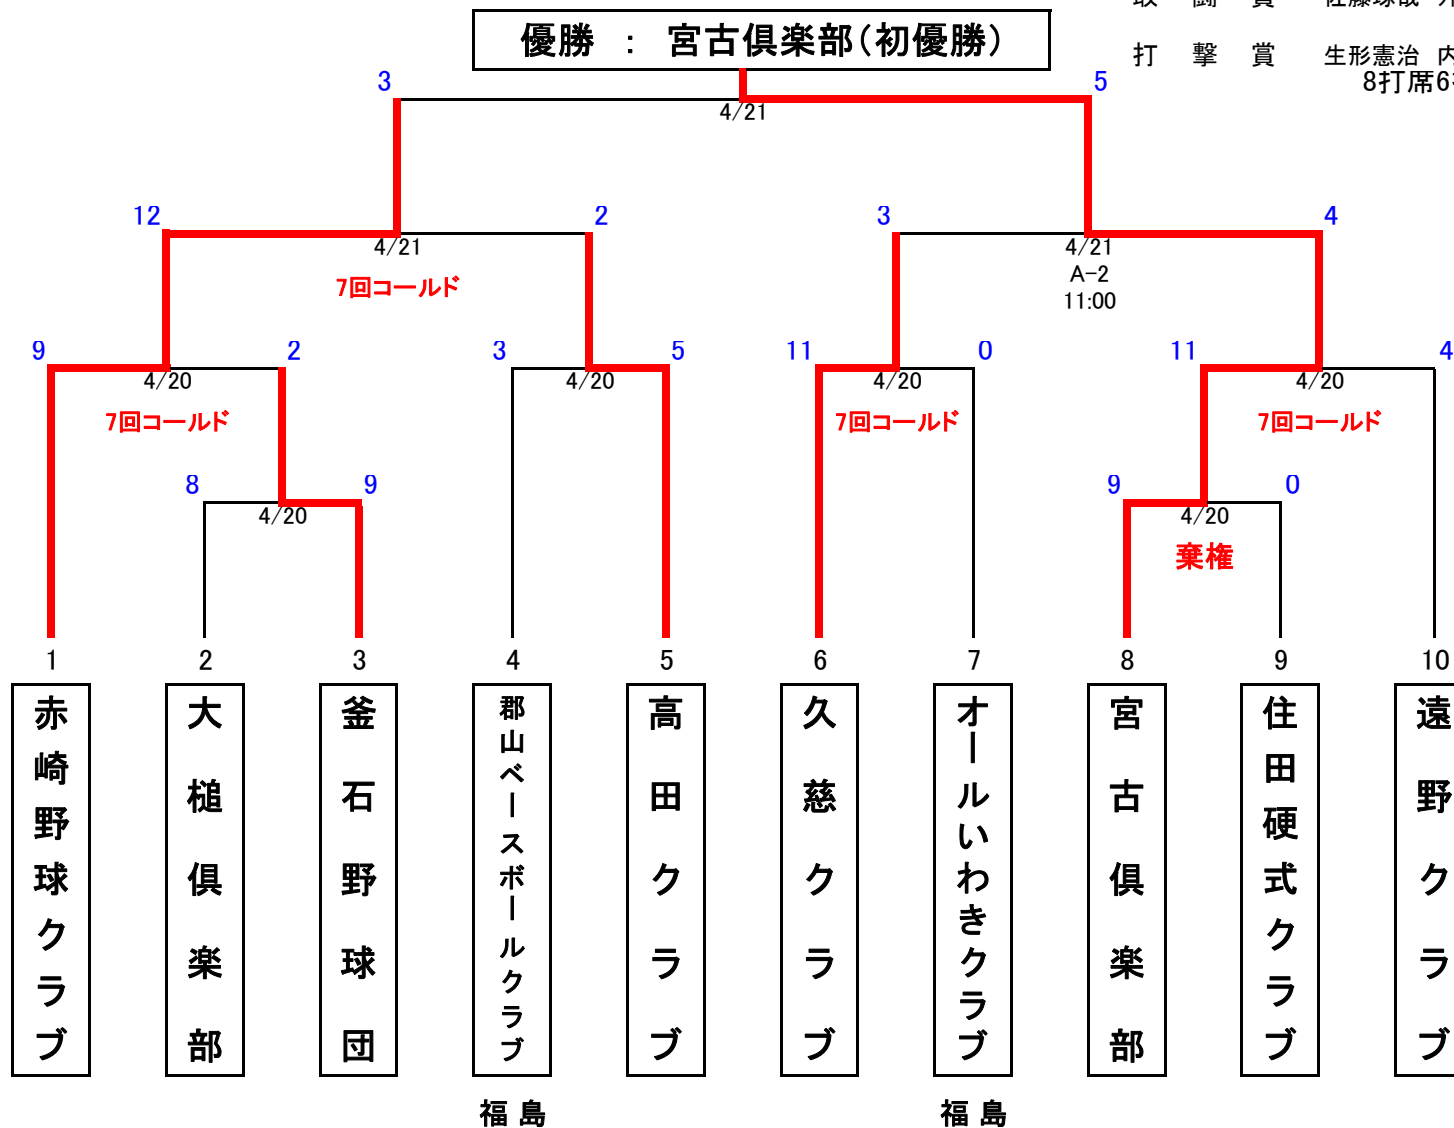 優勝 : 宮古倶楽部(初優勝)
打 撃 賞 生形憲治
8打席6
3 5
4/21
12 2 3 4
4/21 4/21
7回コールド A-2
11:00
9 2 3 5 11 0 11 4
4/20 4/20 4/20 4/20
7回コールド 7回コールド 7回コールド
8 9 9 0
4/20 4/20
棄権
1 2 3 4 5 6 7 8 9 10
赤崎野球クラブ
大槌倶楽部
釜石野球団
郡山ベースボールクラブ
高田クラブ
久慈クラブ
オールいわきクラブ
宮古倶楽部
住田硬式クラブ
遠野クラブ
福島 福島